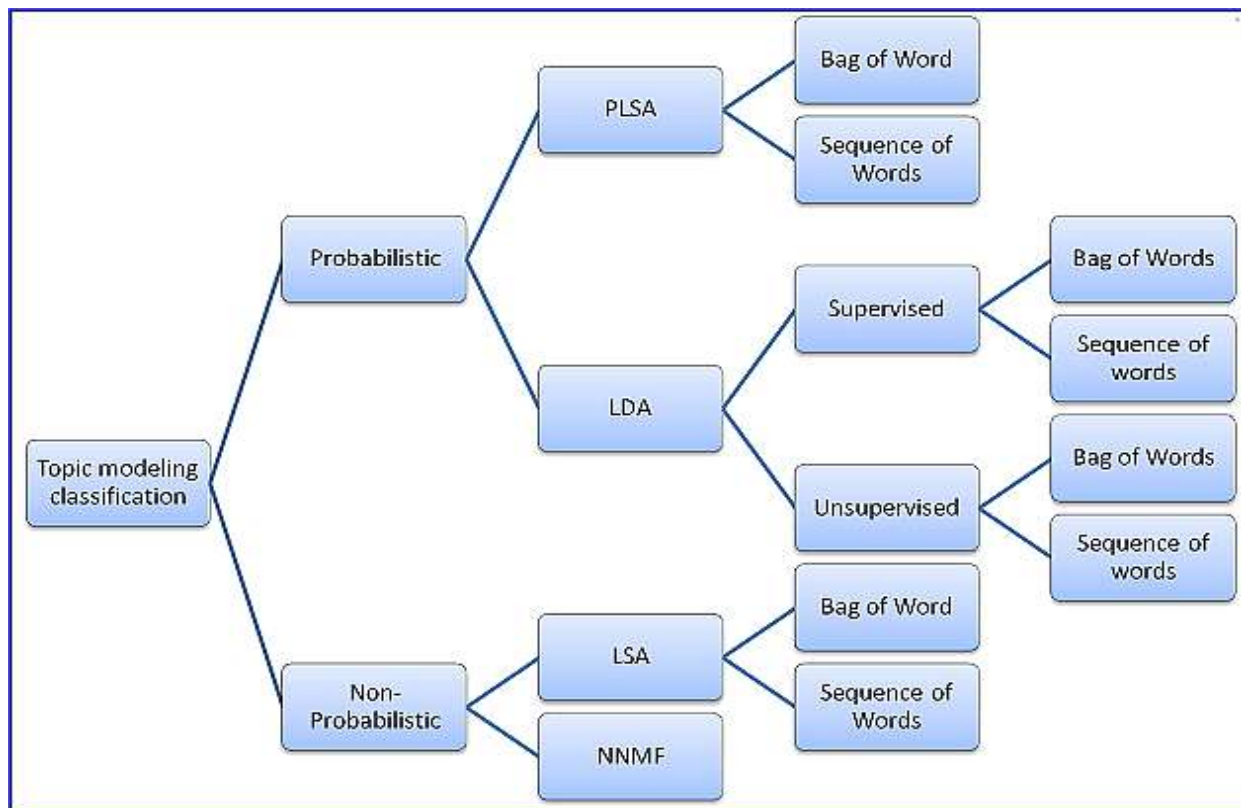 Bag of Word
PLSA
Sequence of
Words
Probabilistic
Bag of Words
Supervised
Sequence of
words
LDA
Topic modeling
classification
Bag of Words
Unsupervised
Sequence of
words
Bag of Word
LSA
Non-
Probabilistic
Sequence of
Words
NNMF